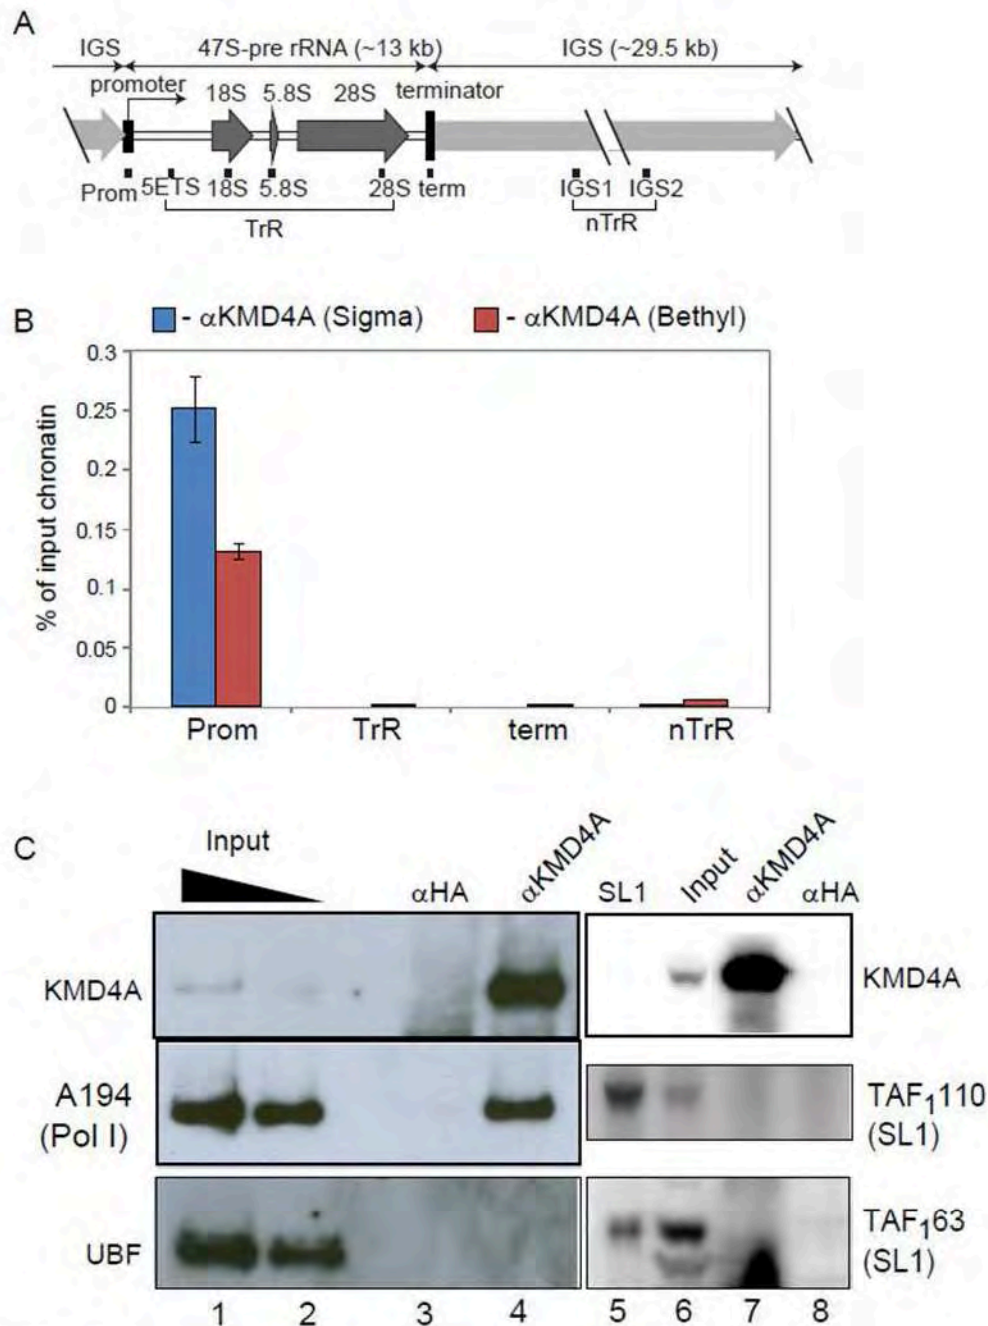 A
IGS 47S-pre rRNA (~13 kb) IGS (~29.5 kb)
promoter 18S 5.8S 28S terminator
Prom 5ETS 18S 5.8S 28S term IGS1 IGS2
TrR nTrR
B
- αKMD4A (Sigma) - αKMD4A (Bethyl)
% of input chronatin
0.3
0.25
0.2
0.15
0.1
0.05
0
Prom TrR term nTrR
C
Input αHA αKMD4A SL1 Input αKMD4A αHA
KMD4A KMD4A
A194 (Pol I) TAF1110 (SL1)
UBF TAF163 (SL1)
1 2 3 4 5 6 7 8